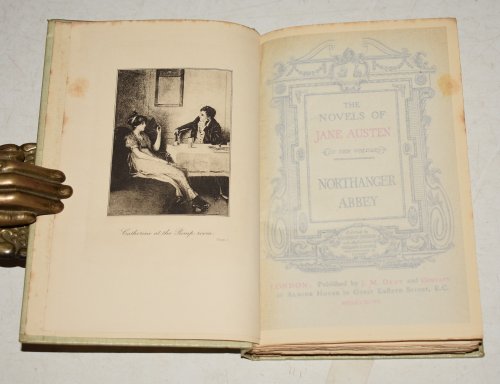 Catherine at the Pump-room.
THE
NOVELS OF
JANE AUSTEN
IN TEN VOLUMES
NORTHANGER
ABBEY
LONDON: Published by J. M. DENT and COMPANY
at ALDINE HOUSE in GREAT EASTERN STREET, E.C.